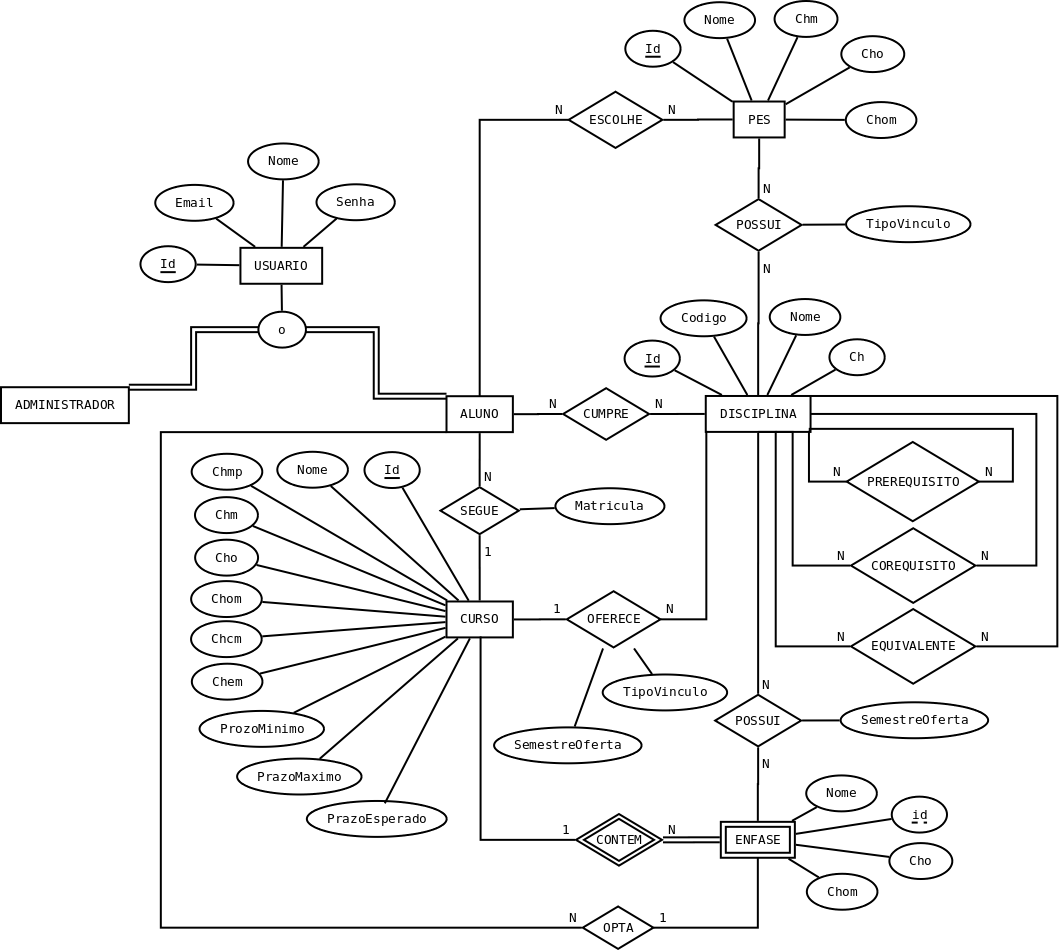 Nome
Chm
Id
Cho
N
ESCOLHE
N
PES
Chom
Nome
N
Email
Senha
POSSUI
TipoVinculo
Id
USUARIO
N
o
Codigo
Nome
Id
Ch
ADMINISTRADOR
ALUNO
N
CUMPRE
N
DISCIPLINA
Chmp
Nome
Id
N
N
PREREQUISITO
N
Chm
SEGUE
Matricula
Cho
1
N
COREQUISITO
N
Chom
CURSO
1
OFERECE
N
Chcm
N
EQUIVALENTE
N
Chem
TipoVinculo
N
ProzoMinimo
SemestreOferta
POSSUI
SemestreOferta
PrazoMaximo
N
Nome
PrazoEsperado
id
1
CONTEM
N
ENFASE
Cho
Chom
N
OPTA
1